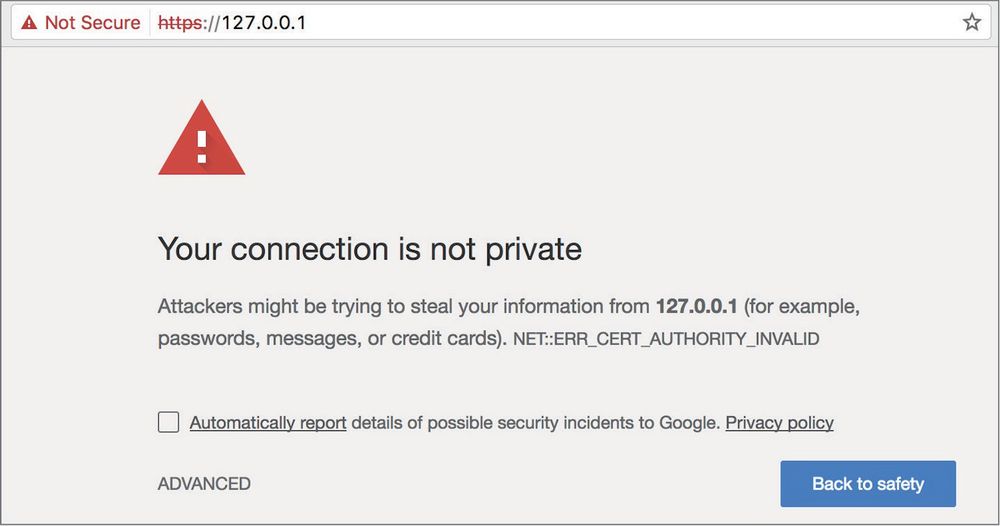 Not Secure https://127.0.0.1
Your connection is not private
Attackers might be trying to steal your information from 127.0.0.1 (for example,
passwords, messages, or credit cards). NET::ERR_CERT_AUTHORITY_INVALID
Automatically report details of possible security incidents to Google. Privacy policy
ADVANCED
Back to safety